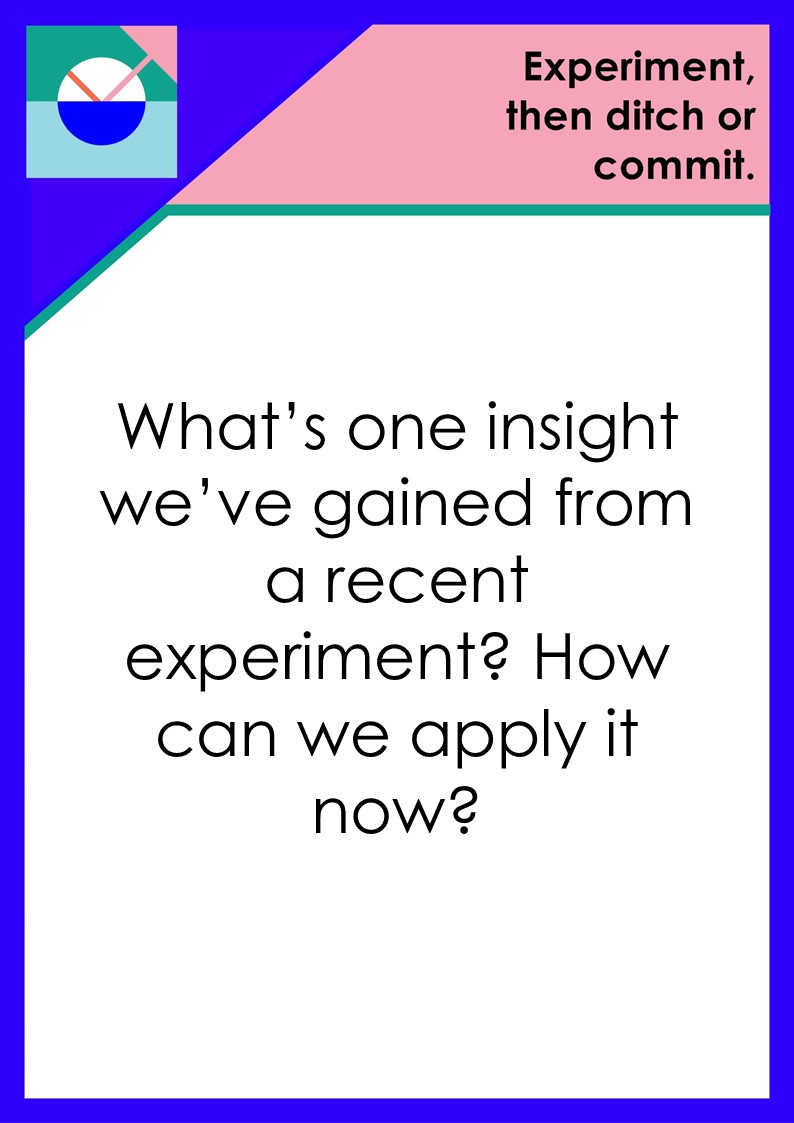 Experiment,
then ditch or
commit.
What’s one insight
we’ve gained from
a recent
experiment? How
can we apply it
now?